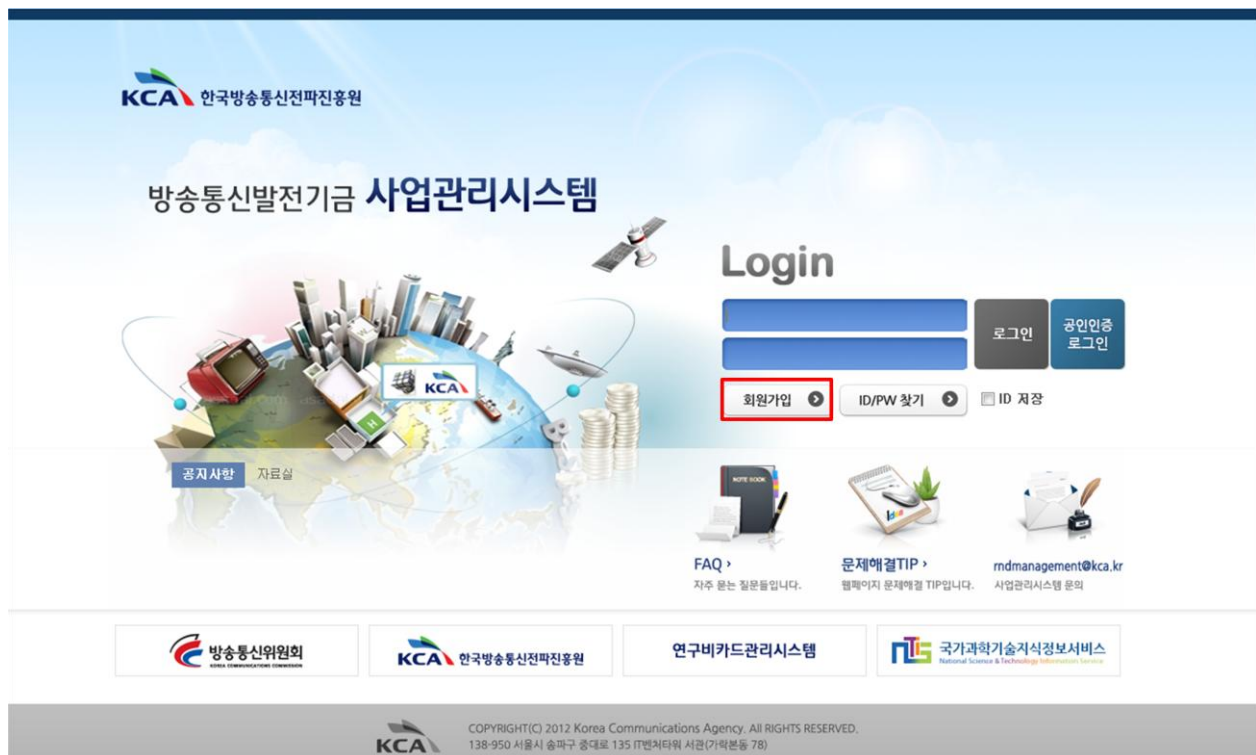 KCA 한국방송통신전파진흥원
방송통신발전기금 사업관리시스템
Login
로그인
공인인증
로그인
회원가입
ID/PW 찾기
ID 저장
KCA
공지사항 자료실
NOTE BOOK
Idea
FAQ ›
자주 묻는 질문들입니다.
문제해결TIP ›
웹페이지 문제해결 TIP입니다.
rndmanagement@kca.kr
사업관리시스템 문의
방송통신위원회
KOREA COMMUNICATIONS COMMISSION
KCA 한국방송통신전파진흥원
연구비카드관리시스템
NTIS 국가과학기술지식정보서비스
National Science & Technology Information Service
KCA
COPYRIGHT(C) 2012 Korea Communications Agency. All RIGHTS RESERVED.
138-950 서울시 송파구 중대로 135 IT벤처타워 서관(가락본동 78)